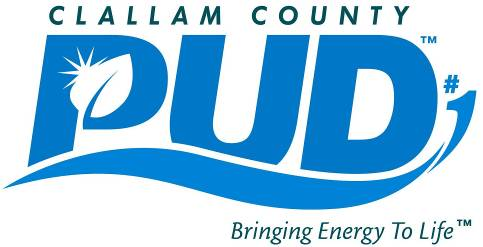 CLALLAM COUNTY
PUD™ #1
Bringing Energy To Life™